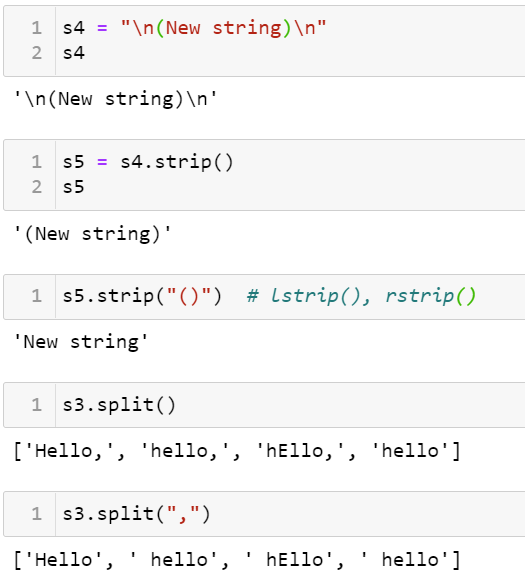 1 s4 = "\n(New string)\n"
2 s4
'\n(New string)\n'
1 s5 = s4.strip()
2 s5
'(New string)'
1 s5.strip("()")  # lstrip(), rstrip()
'New string'
1 s3.split()
['Hello,', 'hello,', 'hEllo,', 'hello']
1 s3.split(",")
['Hello', ' hello', ' hEllo', ' hello']